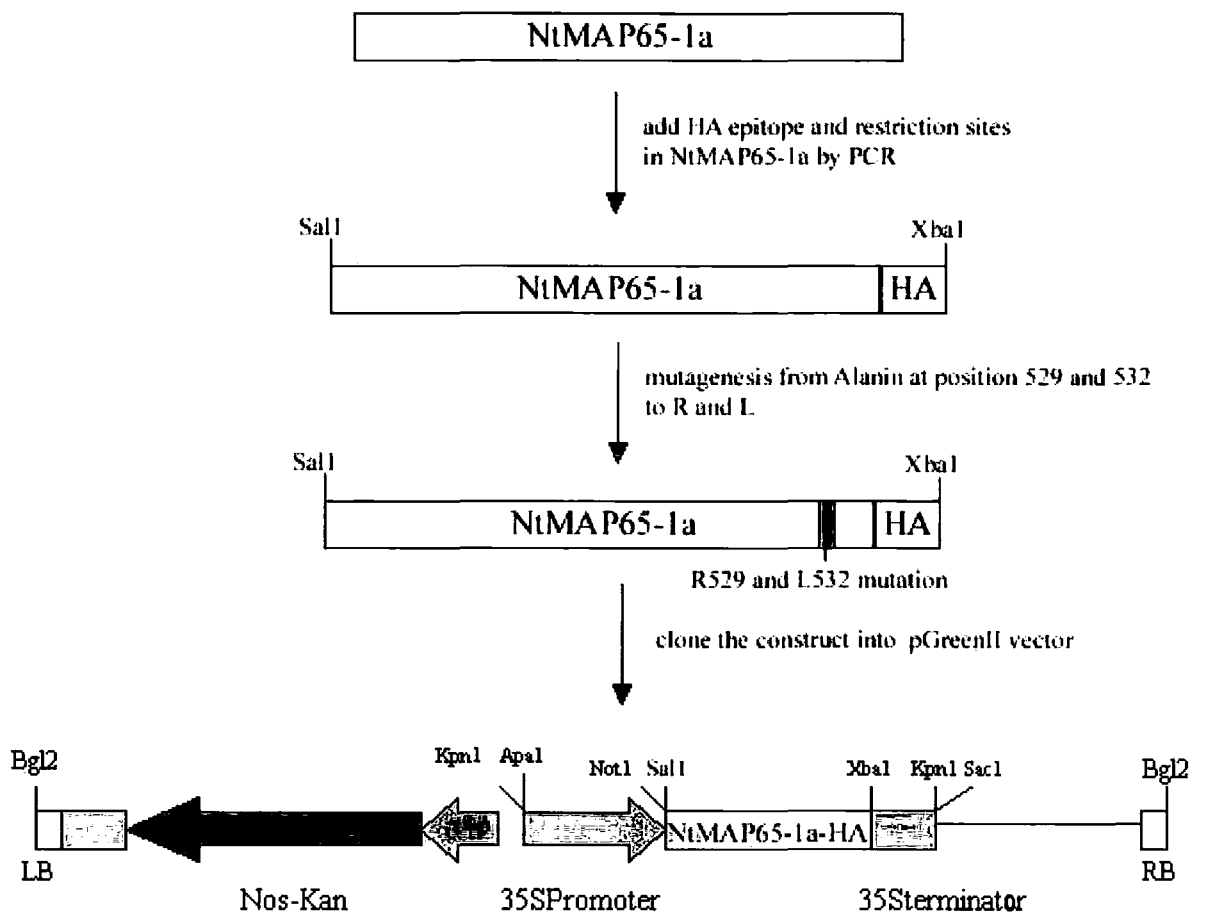 NtMAP65-1a
add HA epitope and restriction sites
in NtMAP65-1a by PCR
Sal1 Xba1
NtMAP65-1a HA
mutagenesis from Alanin at position 529 and 532
to R and L
Sal1 Xba1
NtMAP65-1a HA
R529 and L532 mutation
clone the construct into pGreenII vector
Bgl2 Kpn1 Apa1 Not1 Sal1 Xba1 Kpn1 Sac1 Bgl2
NtMAP65-1a-HA
LB RB
Nos-Kan 35SPromoter 35Sterminator